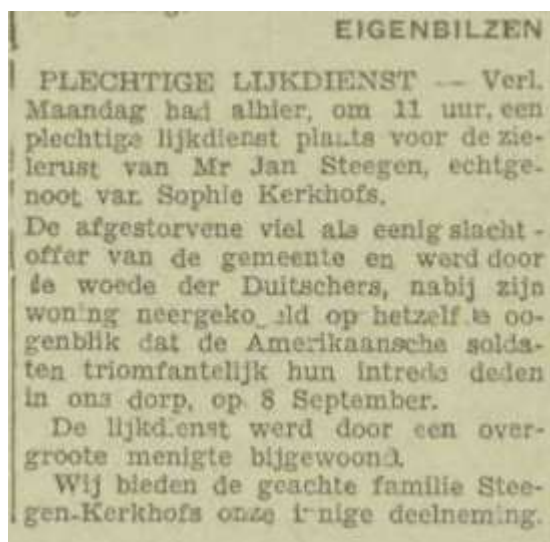 EIGENBILZEN
PLECHTIGE LIJKDIENST — Verl.
Maandag had alhier, om 11 uur, een
plechtige lijkdienst plaats voor de zie-
lerust van Mr Jan Steegen, echtge-
noot van Sophie Kerkhofs.
De afgestorvene viel als eenig slacht-
offer van de gemeente en werd door
de woede der Duitschers, nabij zijn
woning neergekogeld op hetzelfde oo-
genblik dat de Amerikaansche solda-
ten triomfantelijk hun intrede deden
in ons dorp, op 8 September.
De lijkdienst werd door een over-
groote menigte bijgewoond.
Wij bieden de geachte familie Stee-
gen-Kerkhofs onze innige deelneming.